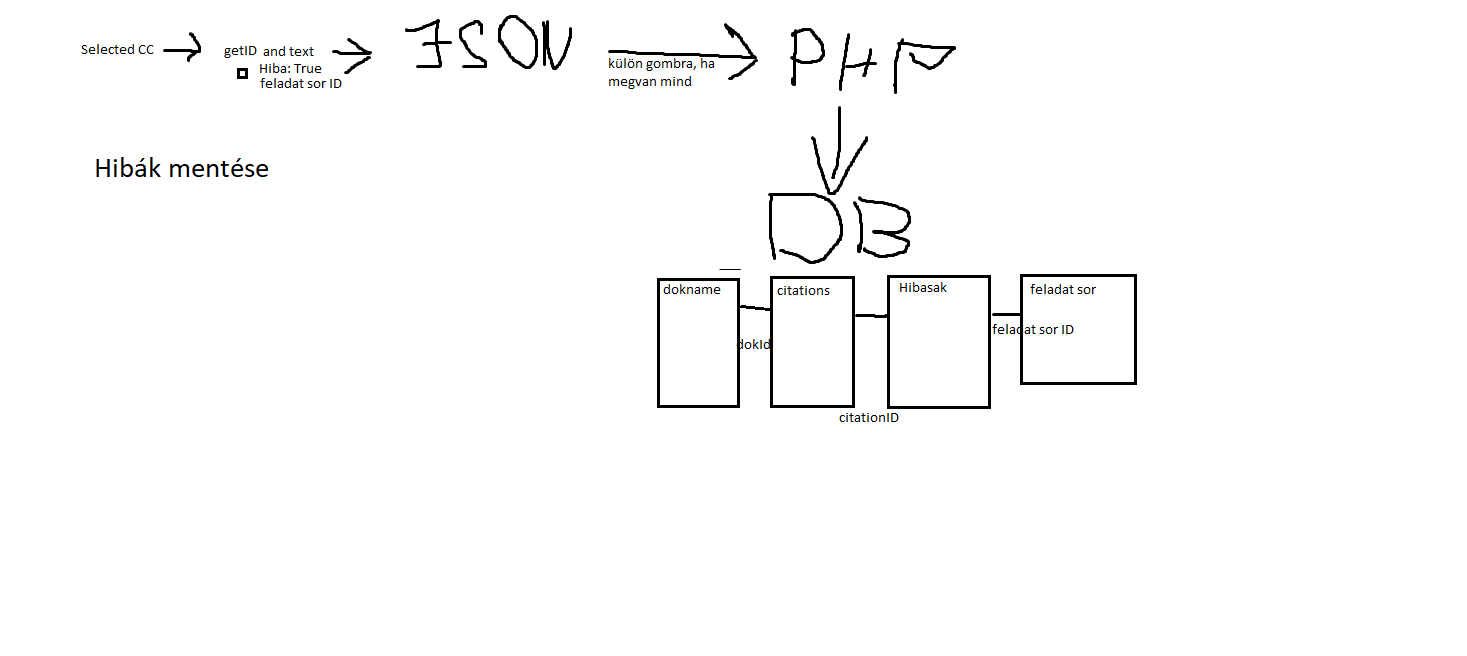 Selected CC
getID and text
Hiba: True
feladat sor ID
JSON
külön gombra, ha
megvan mind
PHP
Hibák mentése
DB
dokname
citations
Hibasak
feladat sor
dokId
feladat sor ID
citationID